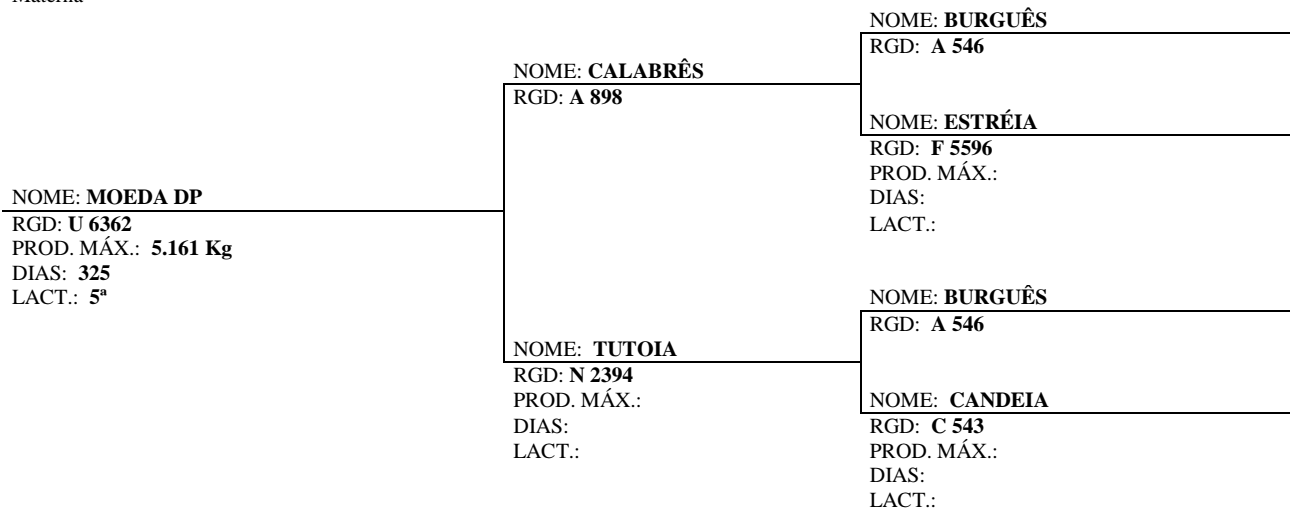 Materna
NOME: MOEDA DP
RGD: U 6362
PROD. MÁX.: 5.161 Kg
DIAS: 325
LACT.: 5ª
NOME: CALABRÊS
RGD: A 898
NOME: TUTOIA
RGD: N 2394
PROD. MÁX.:
DIAS:
LACT.:
NOME: BURGUÊS
RGD: A 546
NOME: ESTRÉIA
RGD: F 5596
PROD. MÁX.:
DIAS:
LACT.:
NOME: BURGUÊS
RGD: A 546
NOME: CANDEIA
RGD: C 543
PROD. MÁX.:
DIAS:
LACT.: